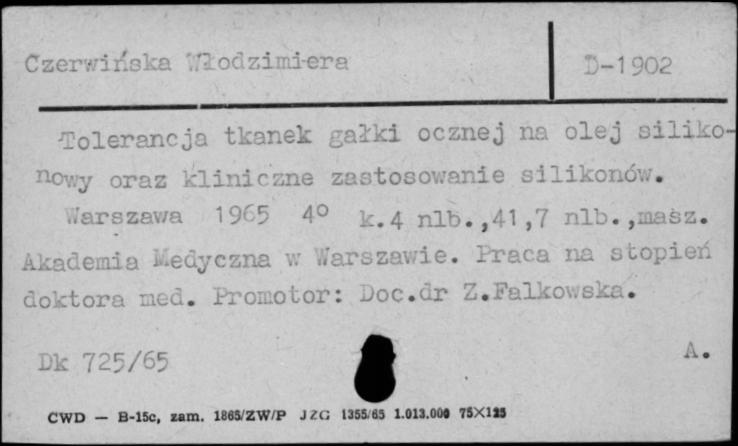 Czerwińska Włodzimiera D-1902
Tolerancja tkanek gałki ocznej na olej siliko-
nowy oraz kliniczne zastosowanie silikonów.
Warszawa 1965 4° k.4 nlb.,41,7 nlb.,masz.
Akademia Medyczna w Warszawie. Praca na stopień
doktora med. Promotor: Doc.dr Z.Falkowska.
Dk 725/65 A.
CWD — B-15c, zam. 1865/ZW/P JZG 1355/65 1.013.000 75X125